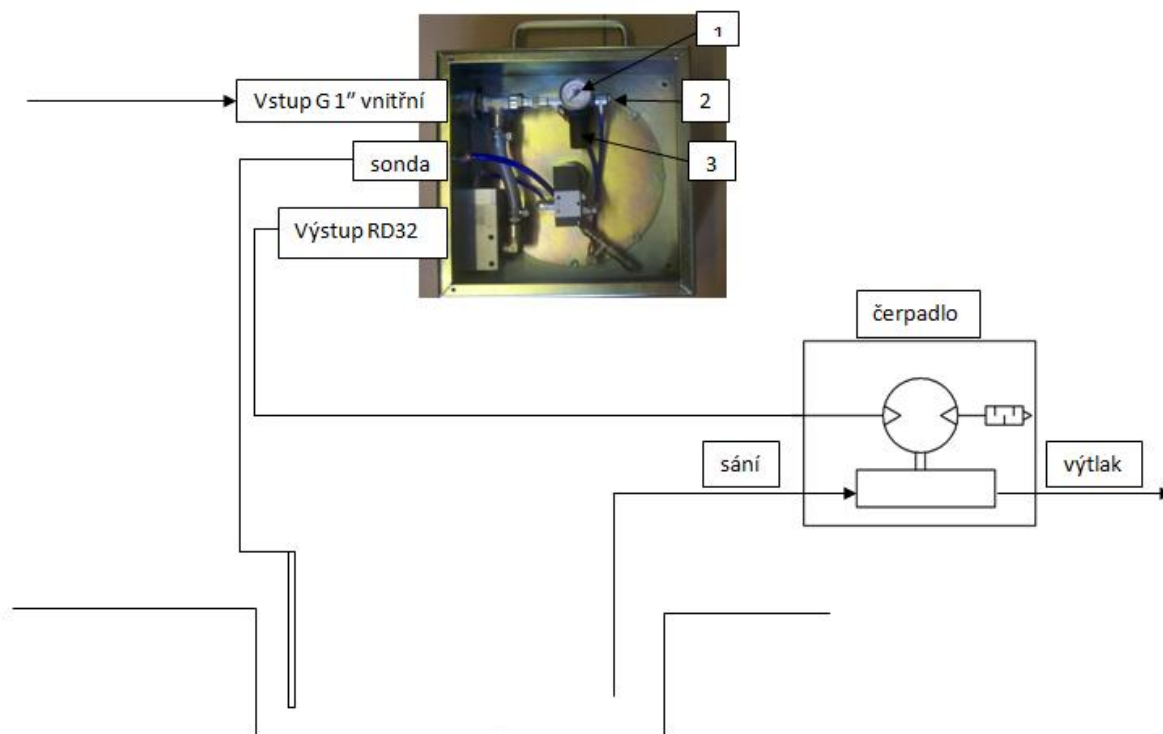 1
Vstup G 1” vnitřní
2
sonda
3
Výstup RD32
čerpadlo
sání
výtlak